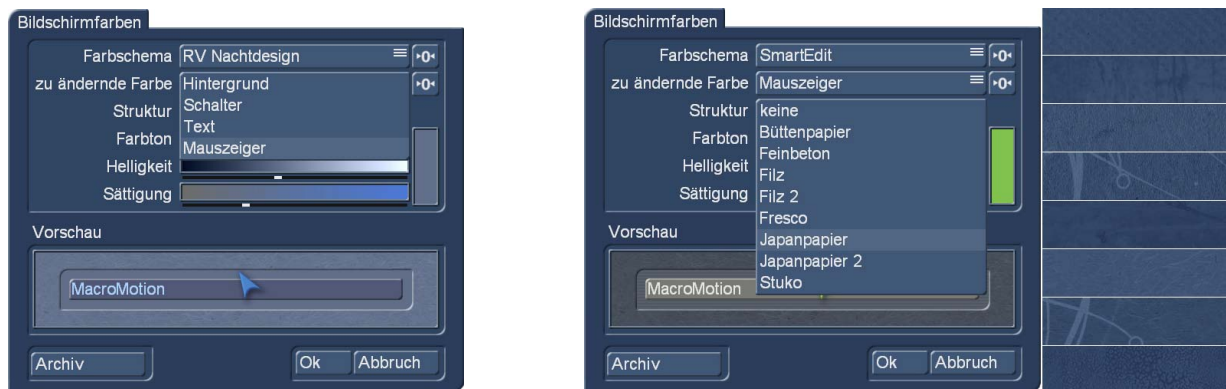 Bildschirmfarben
Farbschema RV Nachtdesign
zu ändernde Farbe Hintergrund
Struktur Schalter
Text
Farbton
Mauszeiger
Helligkeit
Sättigung
Vorschau
MacroMotion
Archiv Ok Abbruch
Bildschirmfarben
Farbschema SmartEdit
zu ändernde Farbe Mauszeiger
Struktur keine
Büttenpapier
Farbton
Feinbeton
Helligkeit Filz
Sättigung Filz 2
Fresco
Vorschau Japanpapier
Japanpapier 2
MacroMotion Stuko
Archiv Ok Abbruch